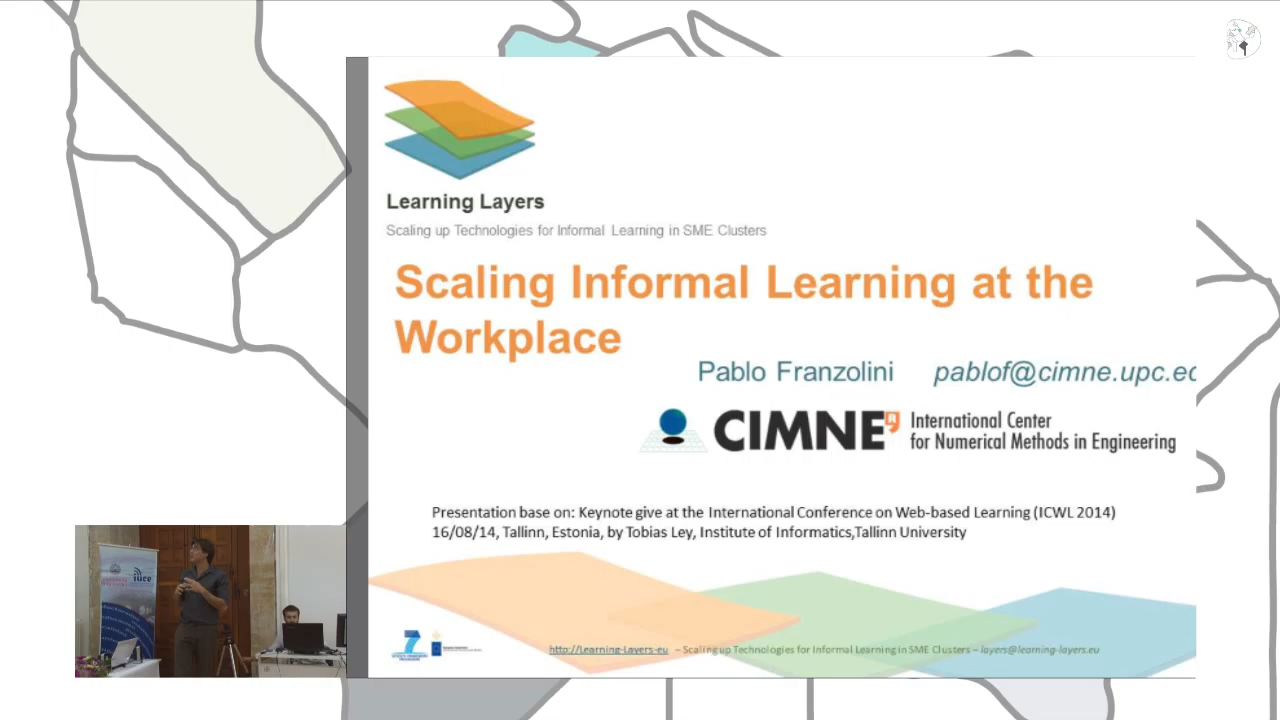 Learning Layers
Scaling up Technologies for Informal Learning in SME Clusters
Scaling Informal Learning at the
Workplace
Pablo Franzolini pablof@cimne.upc.ed
CIMNE R International Center
for Numerical Methods in Engineering
Presentation base on: Keynote give at the International Conference on Web-based Learning (ICWL 2014)
16/08/14, Tallinn, Estonia, by Tobias Ley, Institute of Informatics,Tallinn University
7
http://Learning-Layers-eu – Scaling up Technologies for Informal Learning in SME Clusters – layers@learning-layers.eu